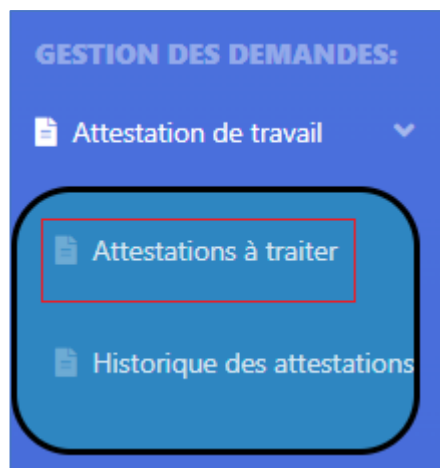 GESTION DES DEMANDES:
Attestation de travail
Attestations à traiter
Historique des attestations